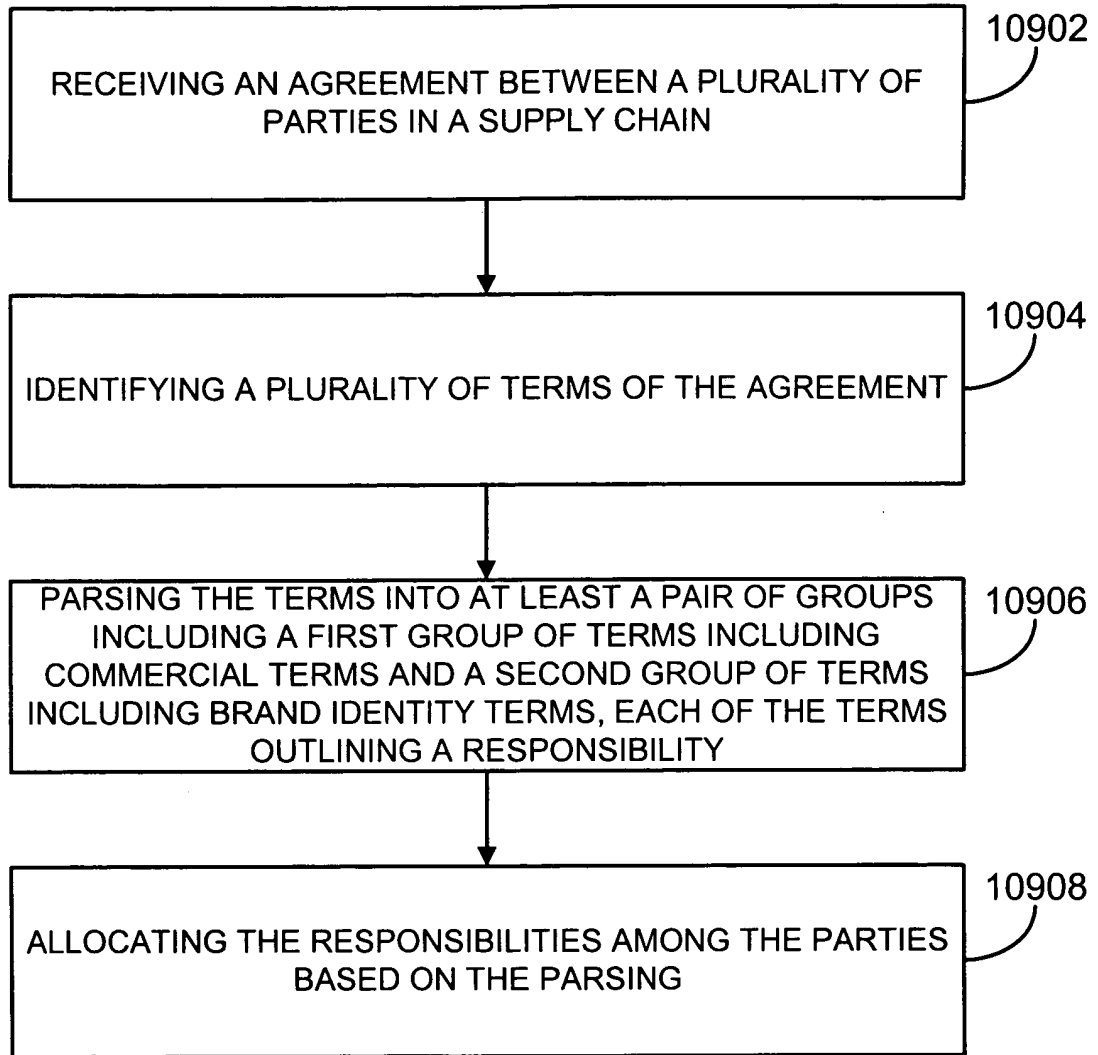 10902
RECEIVING AN AGREEMENT BETWEEN A PLURALITY OF
PARTIES IN A SUPPLY CHAIN
10904
IDENTIFYING A PLURALITY OF TERMS OF THE AGREEMENT
10906
PARSING THE TERMS INTO AT LEAST A PAIR OF GROUPS
INCLUDING A FIRST GROUP OF TERMS INCLUDING
COMMERCIAL TERMS AND A SECOND GROUP OF TERMS
INCLUDING BRAND IDENTITY TERMS, EACH OF THE TERMS
OUTLINING A RESPONSIBILITY
10908
ALLOCATING THE RESPONSIBILITIES AMONG THE PARTIES
BASED ON THE PARSING